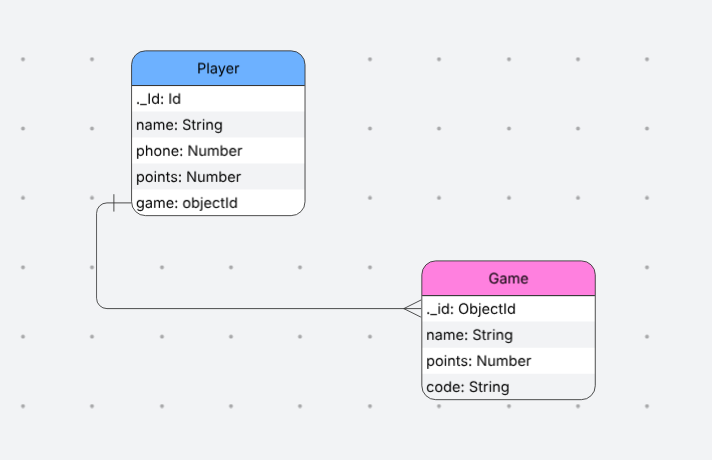 Player
._Id: Id
name: String
phone: Number
points: Number
game: objectId
Game
._id: ObjectId
name: String
points: Number
code: String